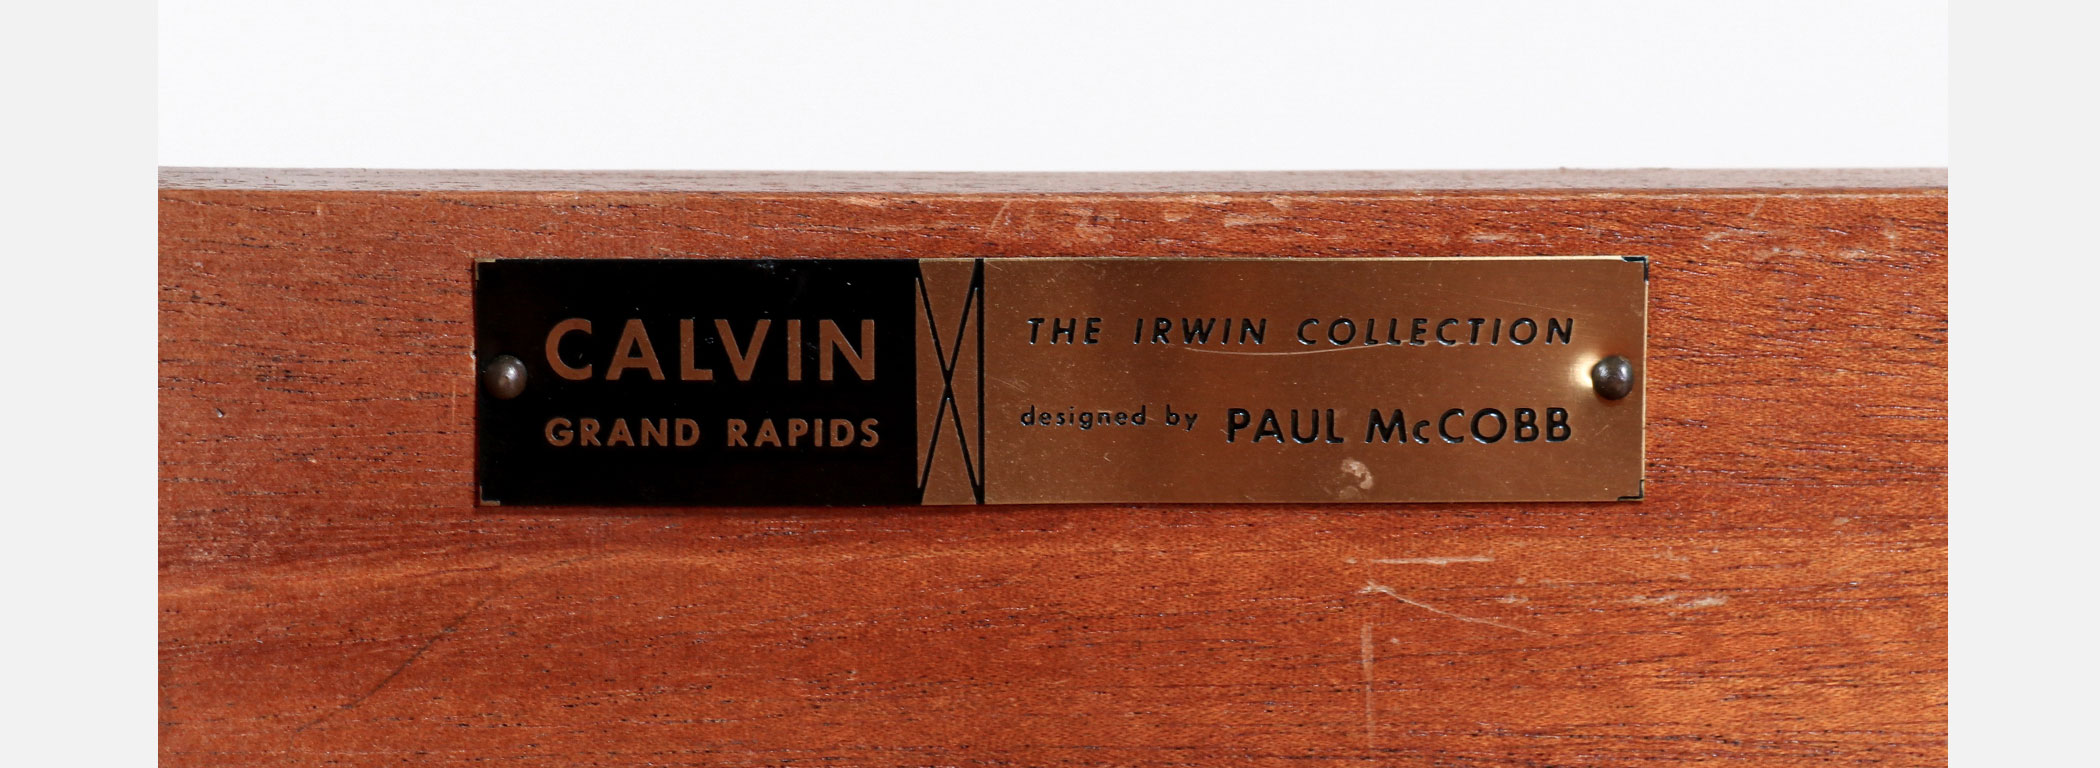 CALVIN
GRAND RAPIDS
THE IRWIN COLLECTION
designed by PAUL McCOBB